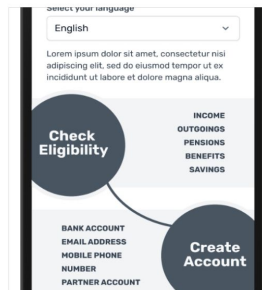 Select your language
English
Lorem ipsum dolor sit amet, consectetur nisi
adipiscing elit, sed do eiusmod tempor ut ex
incididunt ut labore et dolore magna aliqua.
Check
Eligibility
INCOME
OUTGOINGS
PENSIONS
BENEFITS
SAVINGS
BANK ACCOUNT
EMAIL ADDRESS
MOBILE PHONE
NUMBER
PARTNER ACCOUNT
Create
Account